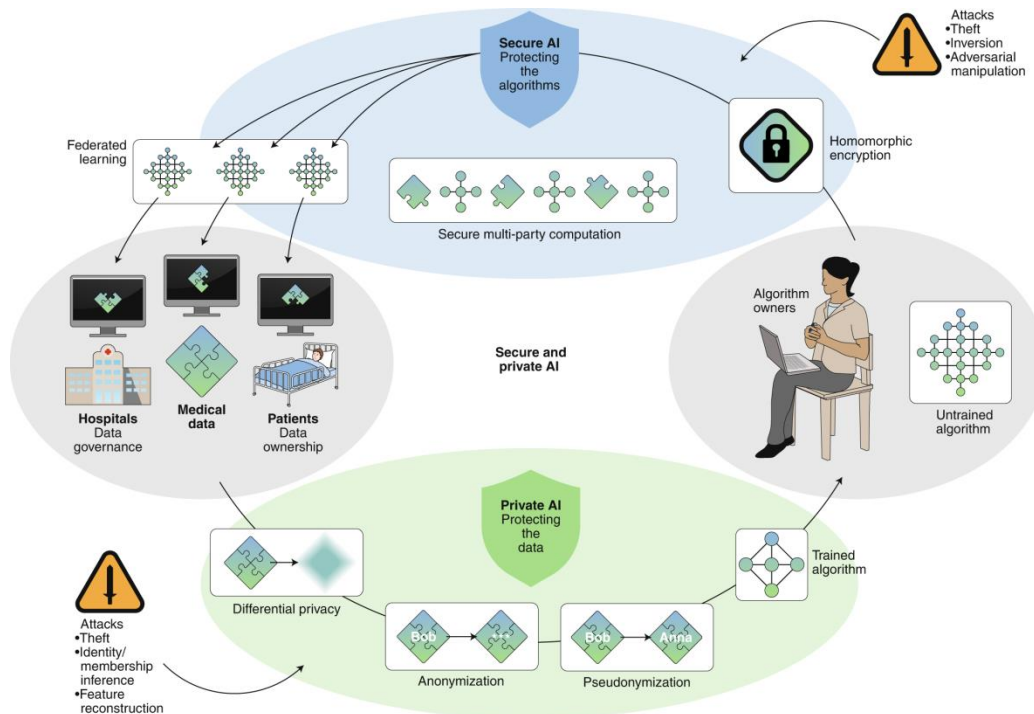 Secure AI
Protecting
the
algorithms
Attacks
•Theft
•Inversion
•Adversarial
manipulation
Federated
learning
Homomorphic
encryption
Secure multi-party computation
Algorithm
owners
Untrained
algorithm
Secure and
private AI
Hospitals
Data
governance
Medical
data
Patients
Data
ownership
Private AI
Protecting
the
data
Differential privacy
Bob
***
Anonymization
Bob
Anna
Pseudonymization
Trained
algorithm
Attacks
•Theft
•Identity/
membership
inference
•Feature
reconstruction